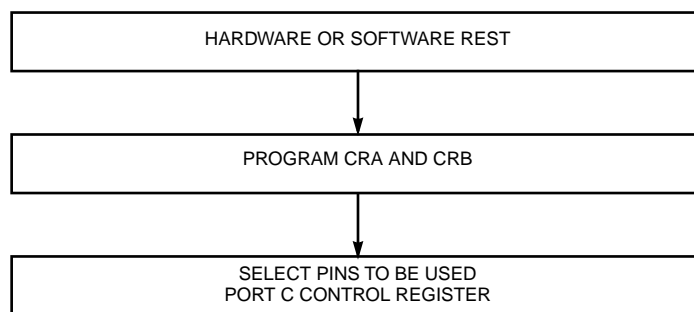 HARDWARE OR SOFTWARE REST
PROGRAM CRA AND CRB
SELECT PINS TO BE USED
PORT C CONTROL REGISTER